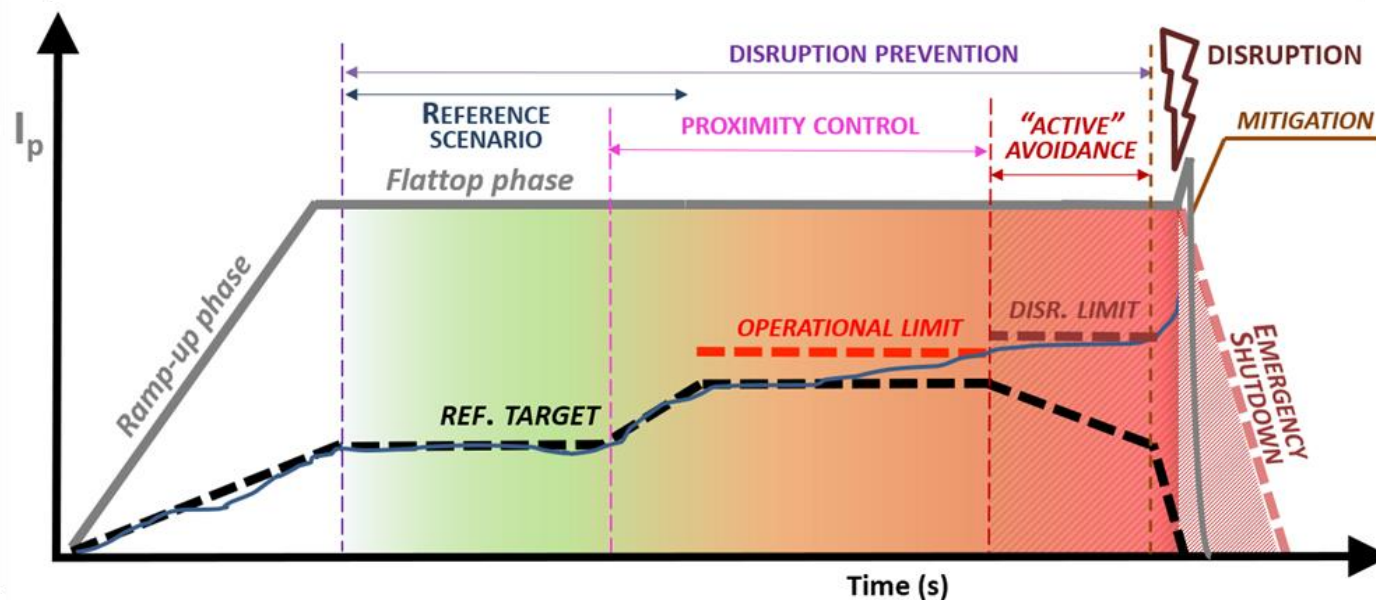 DISRUPTION PREVENTION
DISRUPTION
REFERENCE
SCENARIO
PROXIMITY CONTROL
"ACTIVE"
AVOIDANCE
MITIGATION
Ip
Flattop phase
Ramp-up phase
OPERATIONAL LIMIT
DISR. LIMIT
REF. TARGET
EMERGENCY
SHUTDOWN
Time (s)